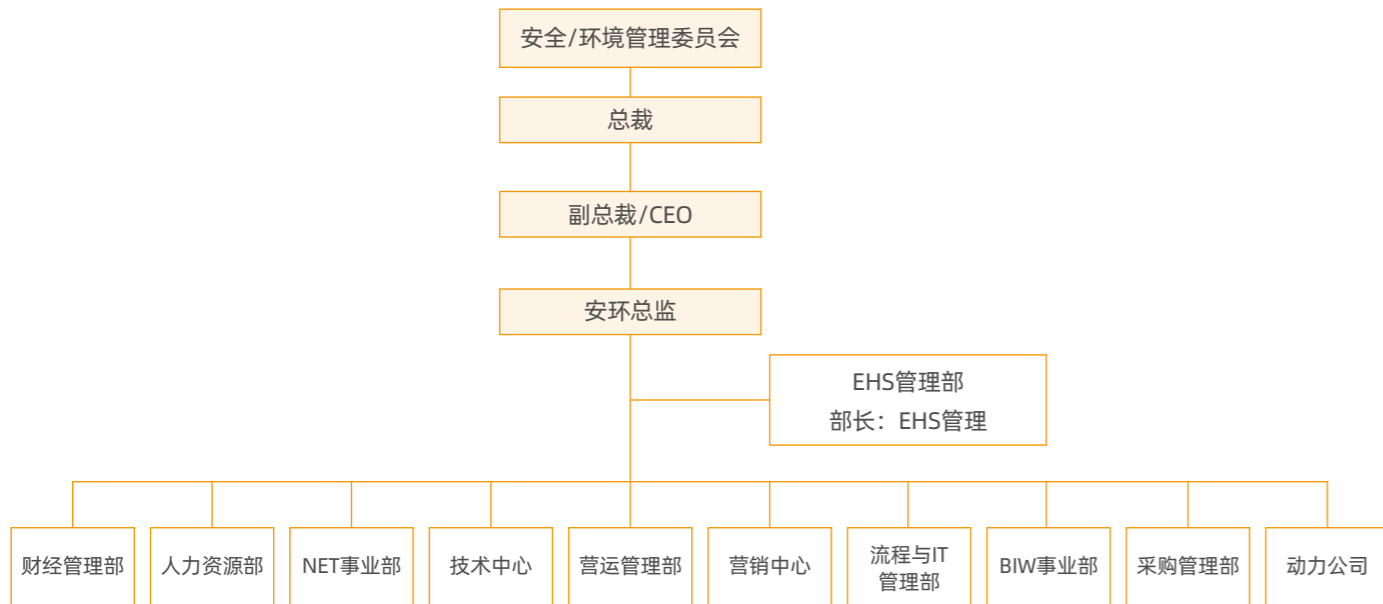 安全/环境管理委员会
总裁
副总裁/CEO
安环总监
EHS管理部
部长：EHS管理
财经管理部
人力资源部
NET事业部
技术中心
营运管理部
营销中心
流程与IT
管理部
BIW事业部
采购管理部
动力公司